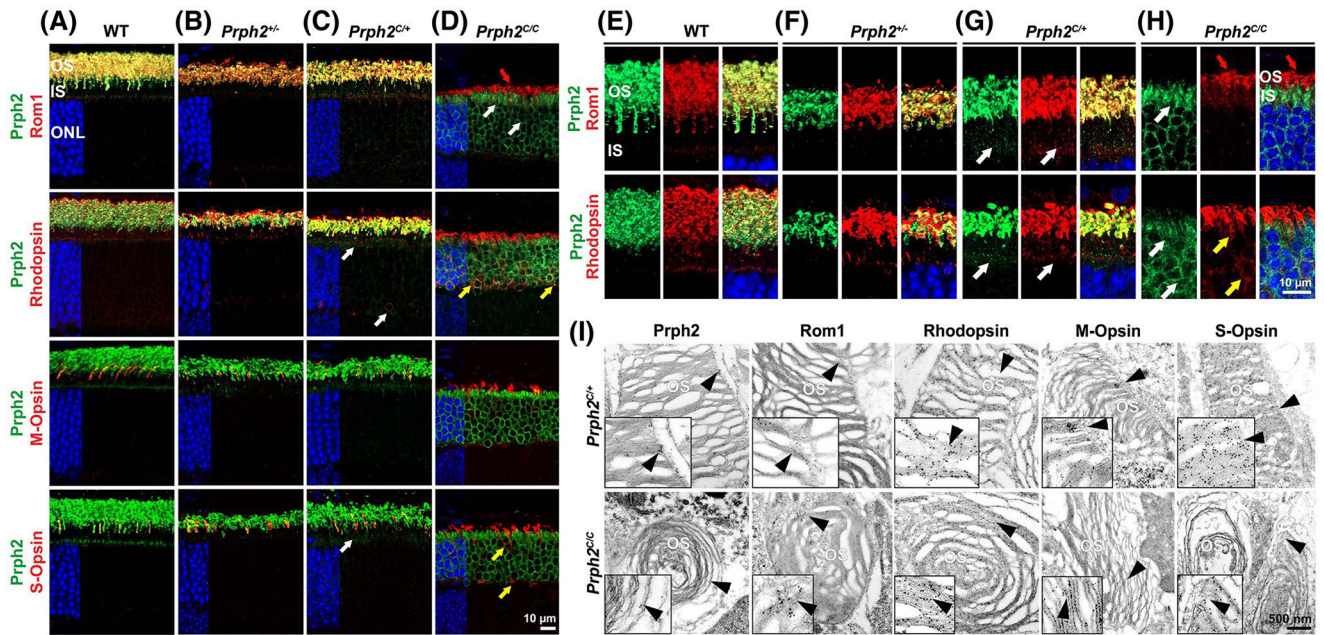 (A) (B) (C) (D)
WT Prph2+/- Prph2C/+ Prph2C/C
Prph2
Rom1
OS
IS
ONL
Prph2
Rhodopsin
Prph2
M-Opsin
Prph2
S-Opsin
10 µm
(E) (F) (G) (H)
WT Prph2+/- Prph2C/+ Prph2C/C
Prph2
Rom1
OS
IS
OS
IS
Prph2
Rhodopsin
10 µm
(I)
Prph2 Rom1 Rhodopsin M-Opsin S-Opsin
Prph2C/+
OS OS OS OS OS
Prph2C/C
OS OS OS OS OS
500 nm